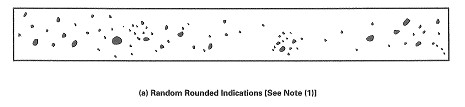 (a) Random Rounded Indications [See Note (1)]